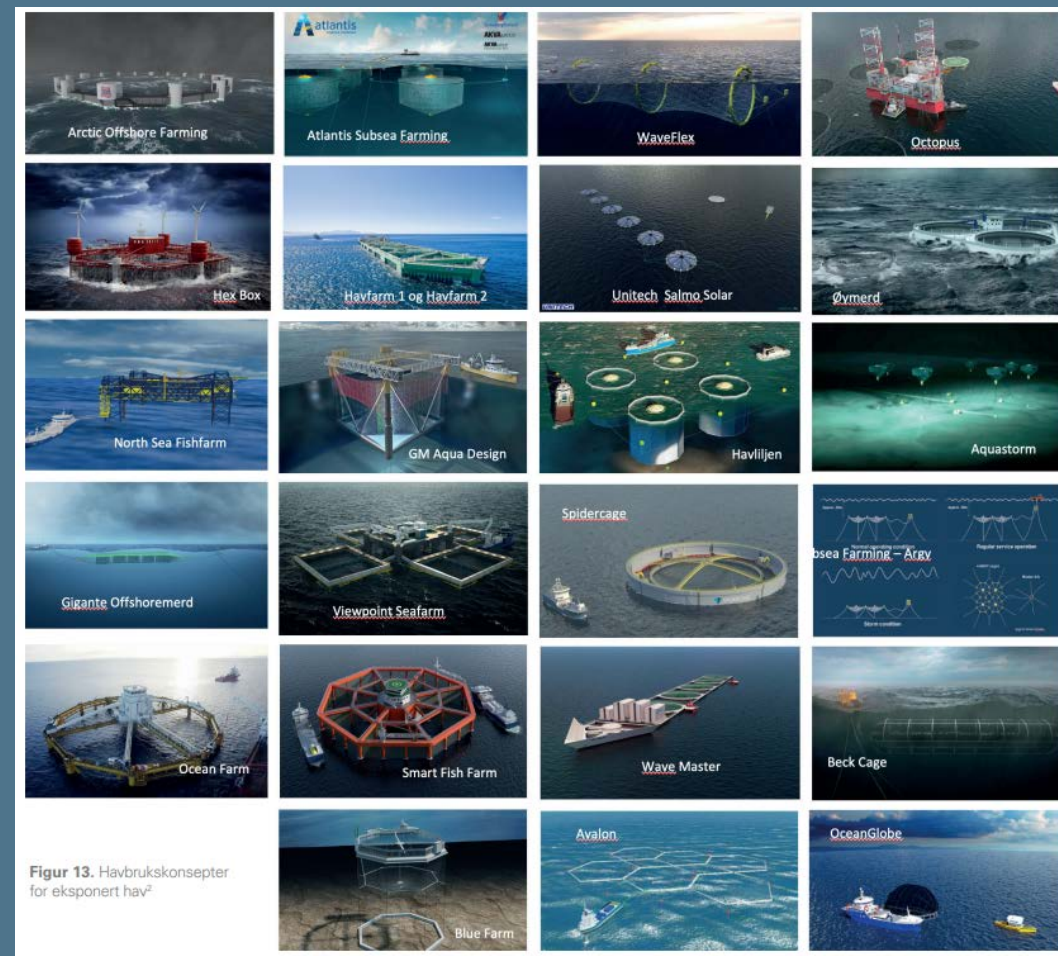 atlantis
AKVA
AKVA
Arctic Offshore Farming
Atlantis Subsea Farming
WaveFlex
Octopus
Hex Box
Havfarm 1 og Havfarm 2
UNITECH
Unitech Salmo Solar
Øymerd
North Sea Fishfarm
GM Aqua Design
Havliljen
Aquastorm
Gigante Offshoremerd
Viewpoint Seafarm
Spidercage
Normal operating condition
Regular service operation
bsea Farming – Argy
Storm condition
Ocean Farm
Smart Fish Farm
Wave Master
Beck Cage
Figur 13. Havbrukskonsepter
for eksponert hav²
Blue Farm
Avalon
OceanGlobe